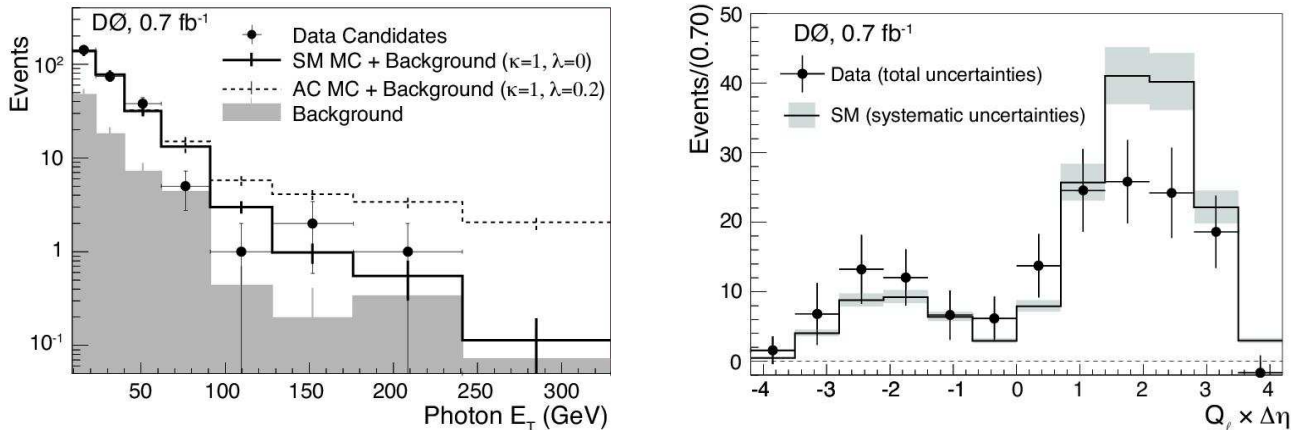 DØ, 0.7 fb⁻¹
Data Candidates
SM MC + Background (κ=1, λ=0)
AC MC + Background (κ=1, λ=0.2)
Background
Events
10²
10
1
10⁻¹
50 100 150 200 250 300
Photon E_T (GeV)
DØ, 0.7 fb⁻¹
Data (total uncertainties)
SM (systematic uncertainties)
Events/(0.70)
50
40
30
20
10
0
-4 -3 -2 -1 0 1 2 3 4
Q_ℓ × Δη